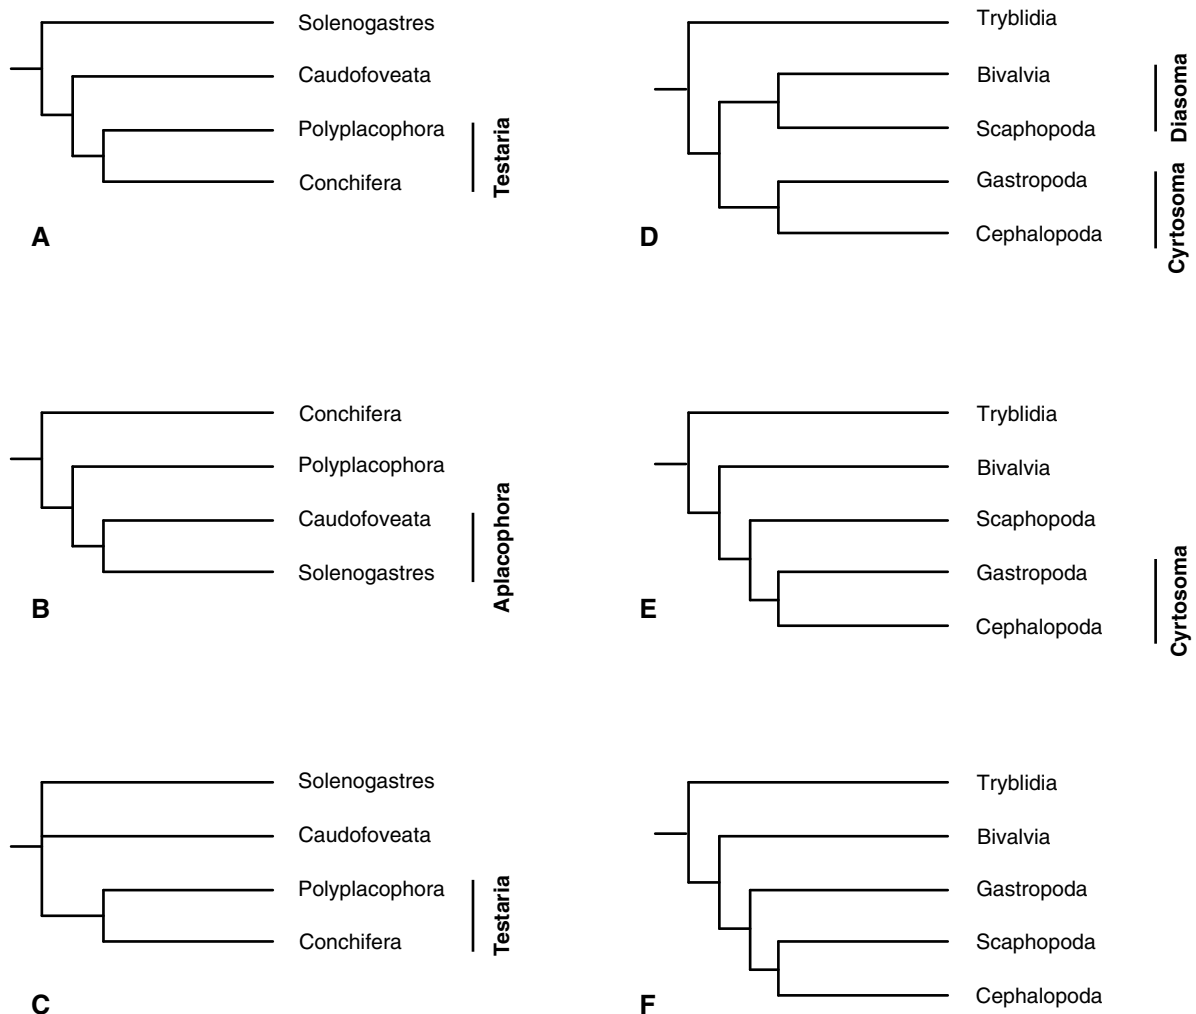 Solenogastres
Caudofoveata
Polyplacophora
Conchifera
Testaria
A
Conchifera
Polyplacophora
Caudofoveata
Solenogastres
Aplacophora
B
Solenogastres
Caudofoveata
Polyplacophora
Conchifera
Testaria
C
Tryblidia
Bivalvia
Scaphopoda
Gastropoda
Cephalopoda
Diasoma
Cyrtosoma
D
Tryblidia
Bivalvia
Scaphopoda
Gastropoda
Cephalopoda
Cyrtosoma
E
Tryblidia
Bivalvia
Gastropoda
Scaphopoda
Cephalopoda
F